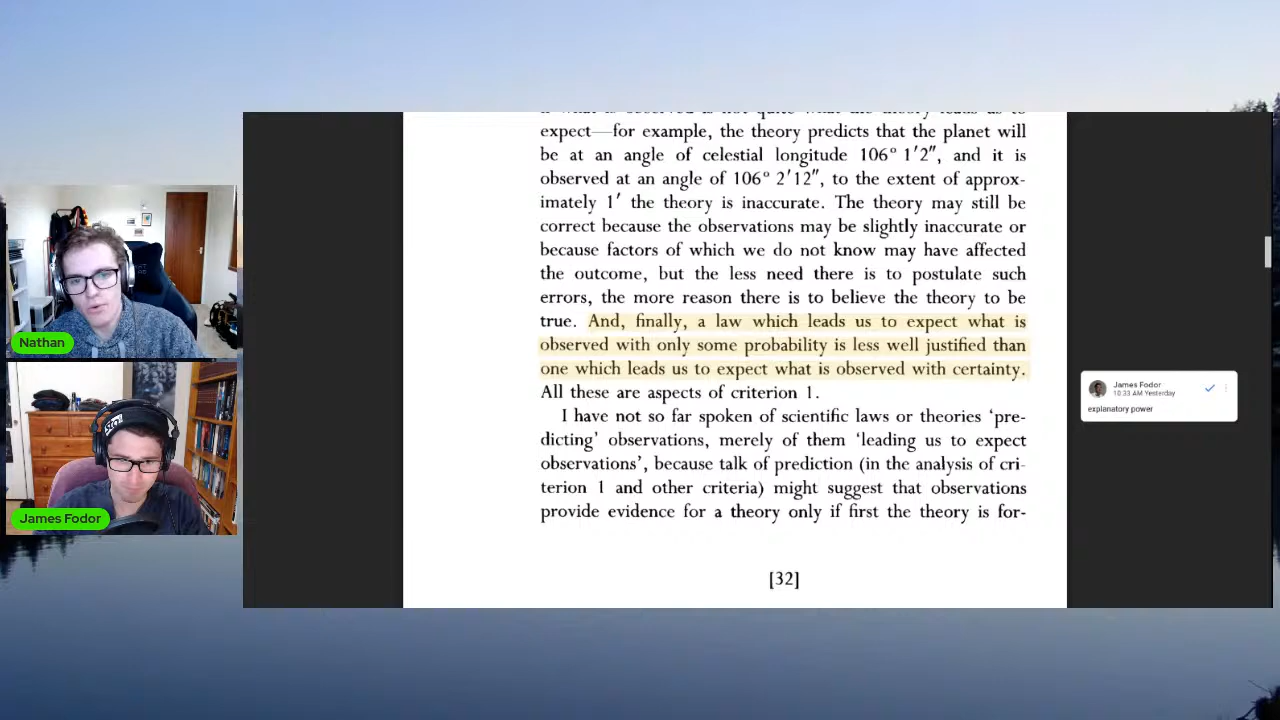 expect—for example, the theory predicts that the planet will
be at an angle of celestial longitude 106° 1′2″, and it is
observed at an angle of 106° 2′12″, to the extent of approx-
imately 1′ the theory is inaccurate. The theory may still be
correct because the observations may be slightly inaccurate or
because factors of which we do not know may have affected
the outcome, but the less need there is to postulate such
errors, the more reason there is to believe the theory to be
true. And, finally, a law which leads us to expect what is
observed with only some probability is less well justified than
one which leads us to expect what is observed with certainty.
All these are aspects of criterion 1.
I have not so far spoken of scientific laws or theories ‘pre-
dicting’ observations, merely of them ‘leading us to expect
observations’, because talk of prediction (in the analysis of cri-
terion 1 and other criteria) might suggest that observations
provide evidence for a theory only if first the theory is for-
[32]
James Fodor
10:33 AM Yesterday
explanatory power
Nathan
James Fodor